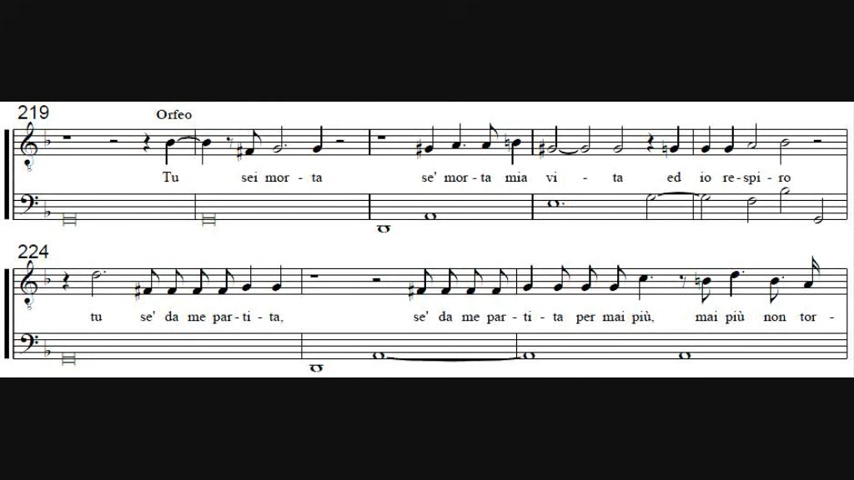 219
Orfeo
Tu sei mor - ta se' mor - ta mia vi - ta ed io re - spi - ro
224
tu se' da me par - ti - ta, se' da me par - ti - ta per mai più, mai più non tor -